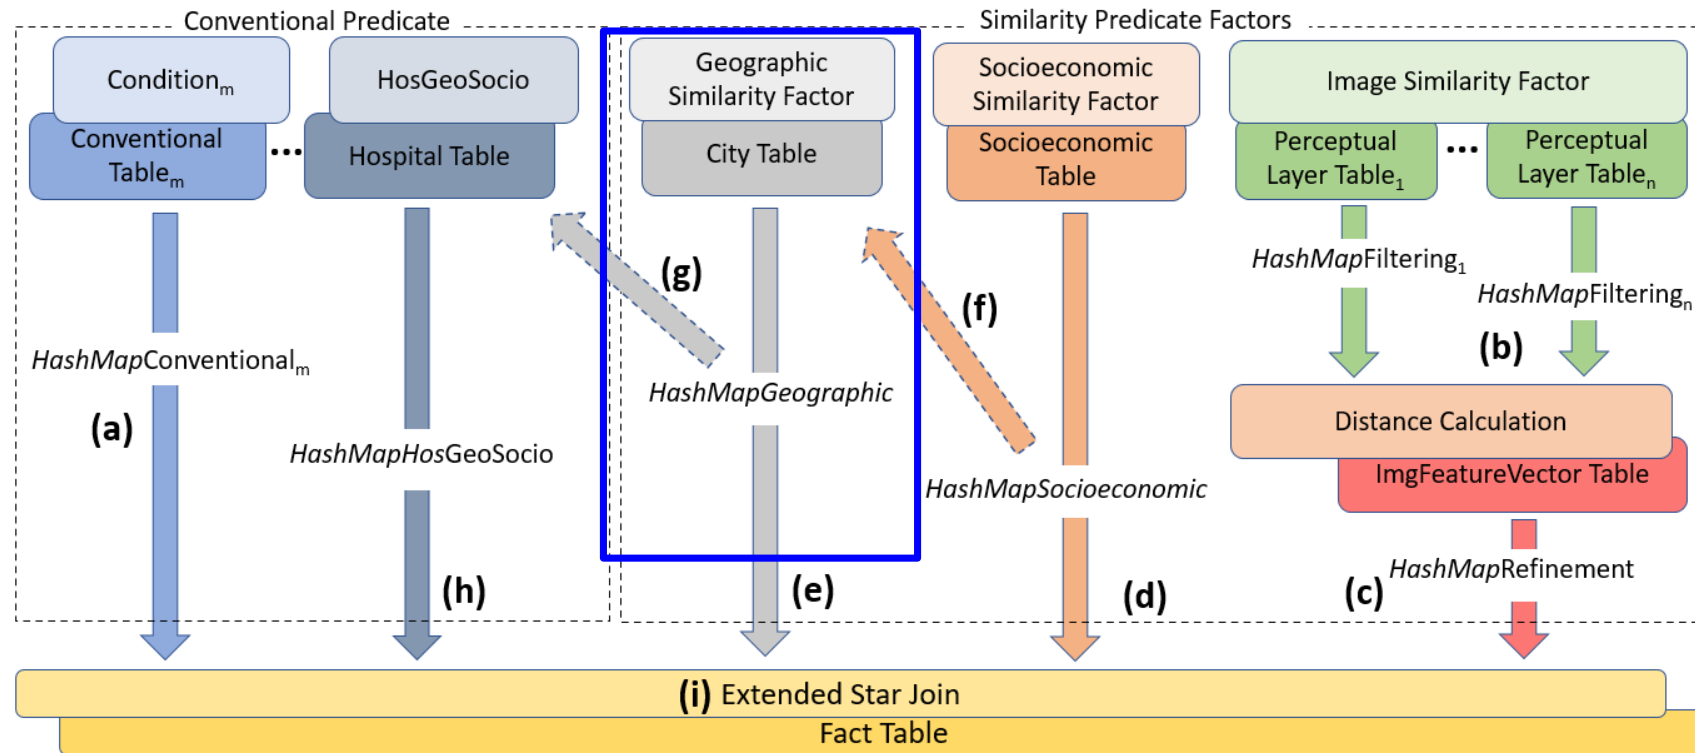 Conventional Predicate
Similarity Predicate Factors
Conditionm
HosGeoSocio
Geographic
Similarity Factor
Socioeconomic
Similarity Factor
Image Similarity Factor
Conventional
Tablem
...
Hospital Table
City Table
Socioeconomic
Table
Perceptual
Layer Table1
...
Perceptual
Layer Tablen
(g)
(f)
HashMapFiltering1
HashMapFilteringn
(b)
HashMapConventionalm
HashMapGeographic
(a)
HashMapHosGeoSocio
Distance Calculation
HashMapSocioeconomic
ImgFeatureVector Table
HashMapRefinement
(h)
(e)
(d)
(c)
(i) Extended Star Join
Fact Table